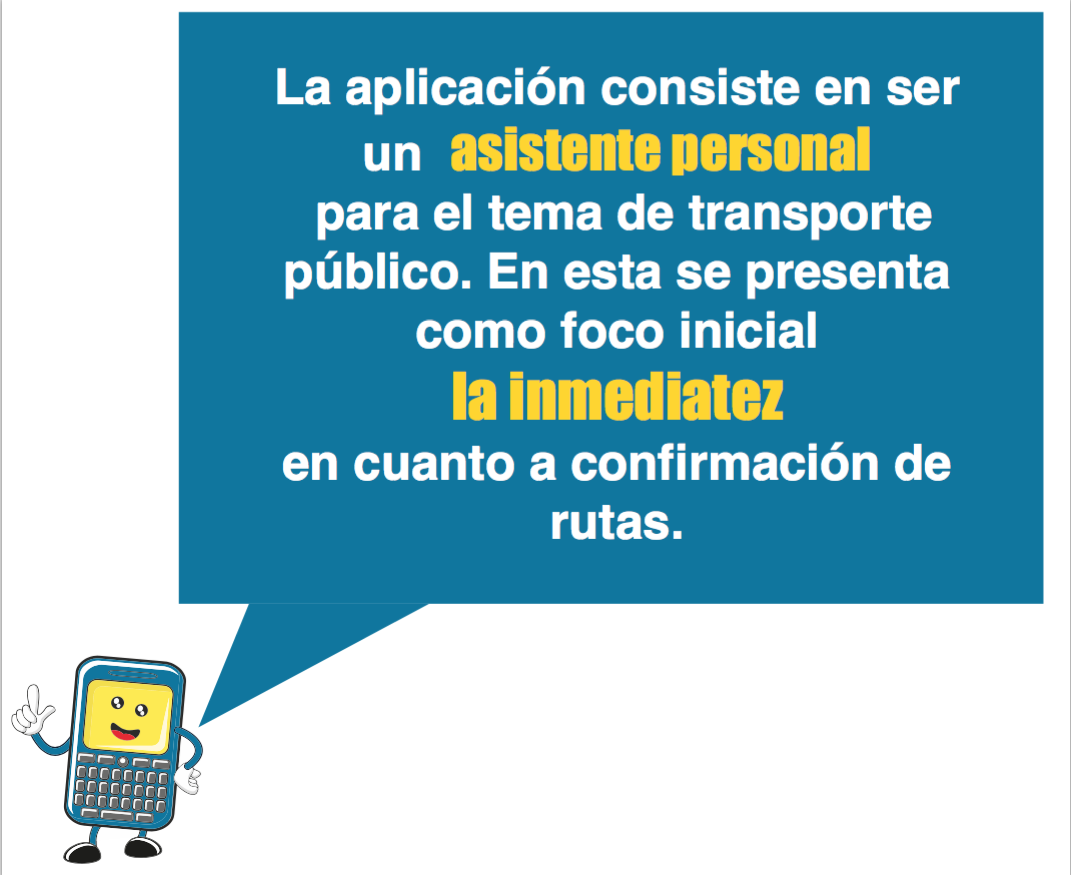 La aplicación consiste en ser
un asistente personal
para el tema de transporte
público. En esta se presenta
como foco inicial
la inmediatez
en cuanto a confirmación de
rutas.